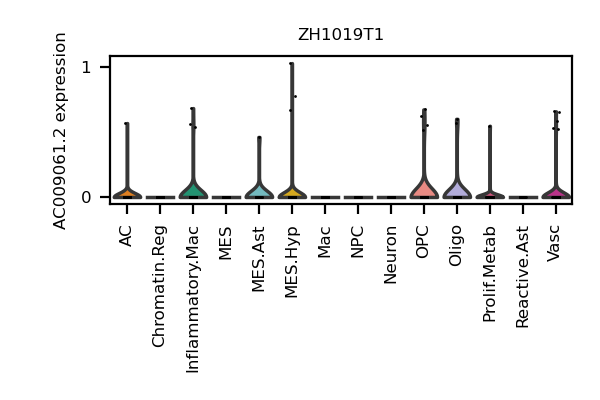 ZH1019T1
AC009061.2 expression
1
0
AC
Chromatin.Reg
Inflammatory.Mac
MES
MES.Ast
MES.Hyp
Mac
NPC
Neuron
OPC
Oligo
Prolif.Metab
Reactive.Ast
Vasc